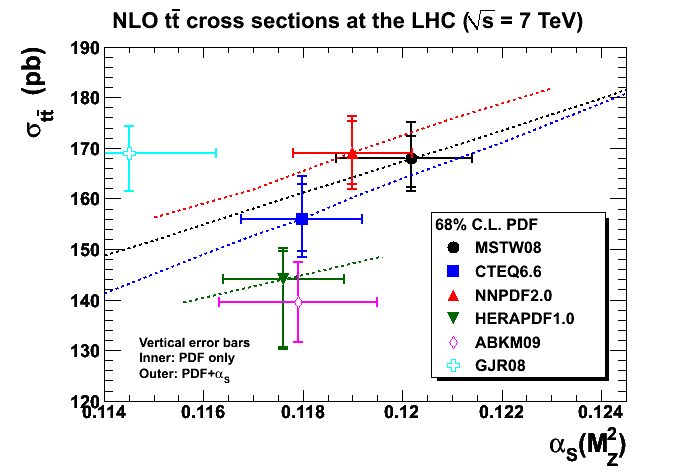 NLO tt̄ cross sections at the LHC (√s = 7 TeV)
σtt̄ (pb)
190
180
170
160
150
140
130
120
68% C.L. PDF
MSTW08
CTEQ6.6
NNPDF2.0
HERAPDF1.0
ABKM09
GJR08
Vertical error bars
Inner: PDF only
Outer: PDF+αS
0.114 0.116 0.118 0.12 0.122 0.124
αS(M²Z)